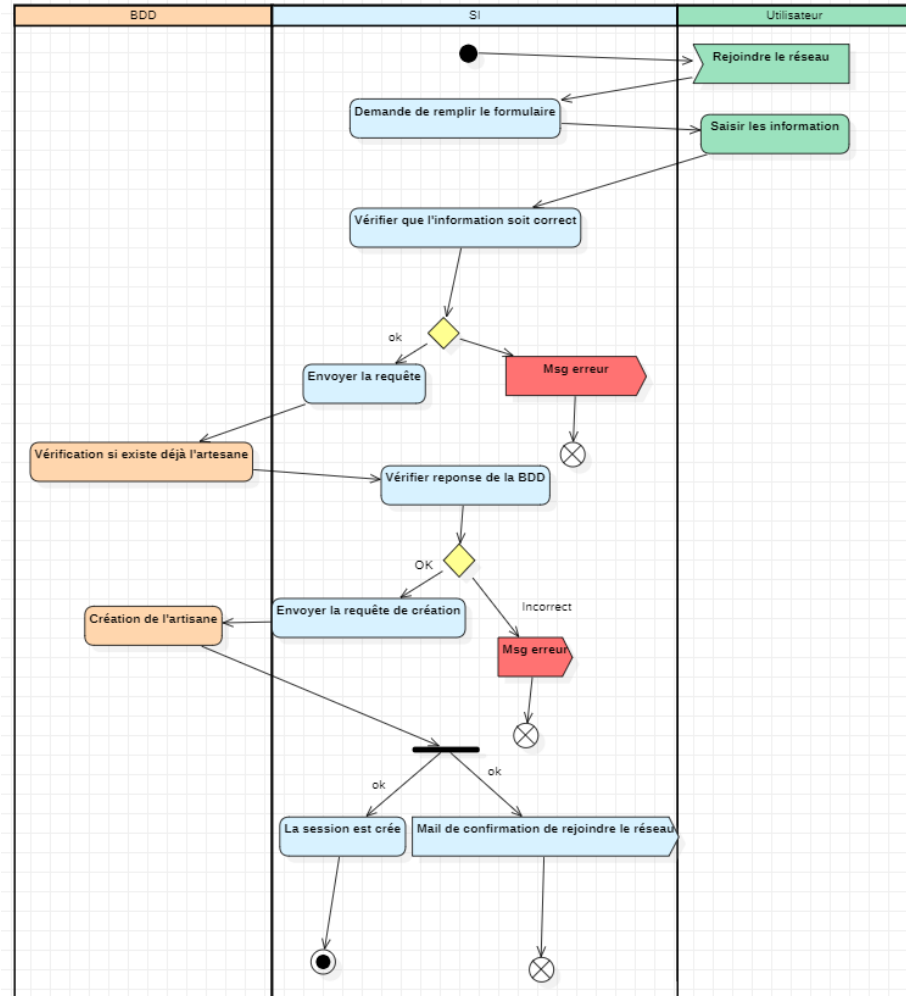 BDD
SI
Utilisateur
Rejoindre le réseau
Demande de remplir le formulaire
Saisir les information
Vérifier que l'information soit correct
ok
Envoyer la requête
Msg erreur
Vérification si existe déjà l'artesane
Vérifier reponse de la BDD
OK
Envoyer la requête de création
Incorrect
Création de l'artisane
Msg erreur
ok
ok
La session est crée
Mail de confirmation de rejoindre le réseau